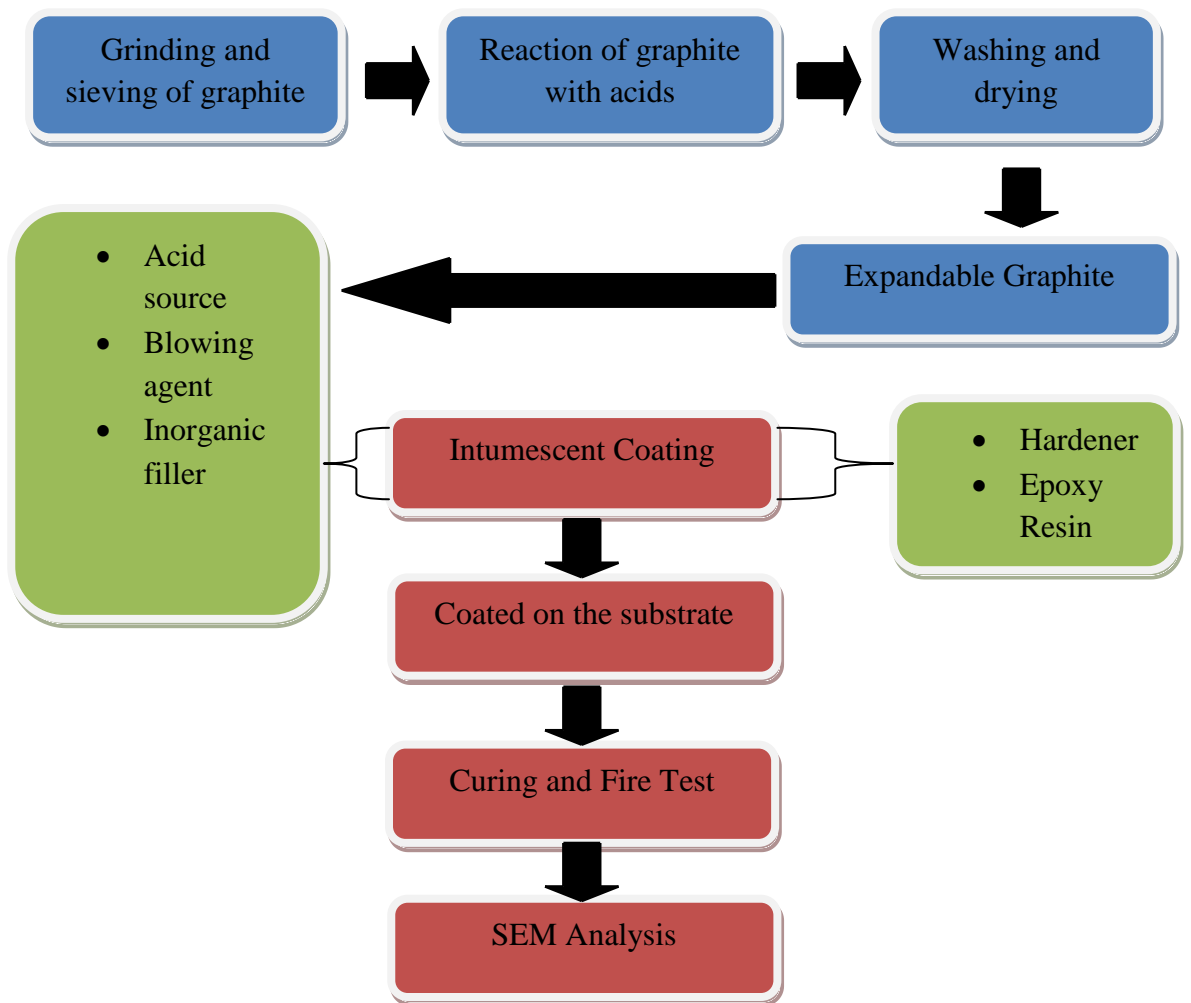 Grinding and
sieving of graphite
Reaction of graphite
with acids
Washing and
drying
Expandable Graphite
• Acid
source
• Blowing
agent
• Inorganic
filler
Intumescent Coating
• Hardener
• Epoxy
Resin
Coated on the substrate
Curing and Fire Test
SEM Analysis